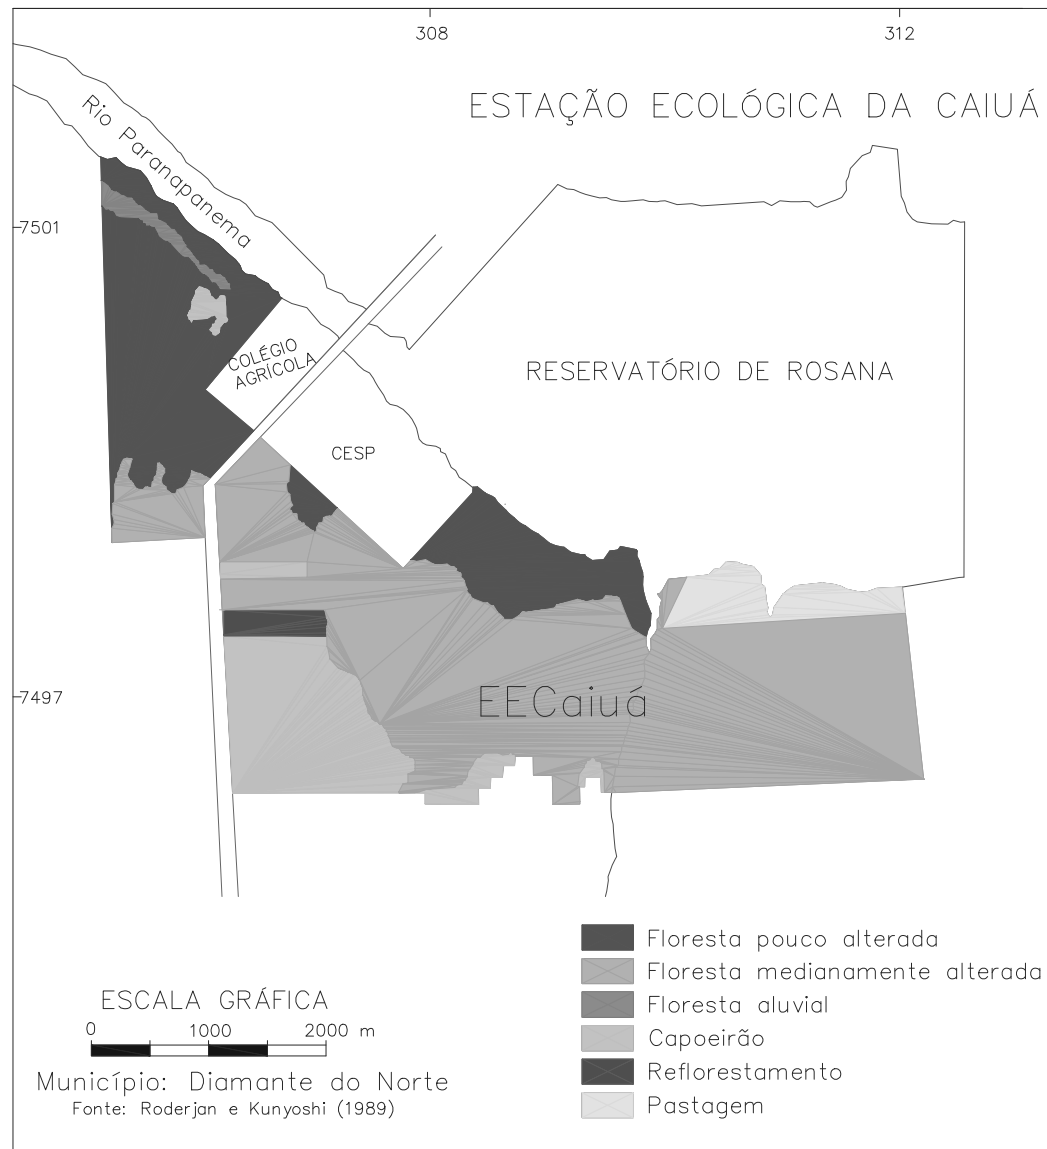 308
312
ESTAÇÃO ECOLÓGICA DA CAIUÁ
Rio Paranapanema
7501
COLÉGIO
AGRÍCOLA
RESERVATÓRIO DE ROSANA
CESP
7497
EECaiuá
Floresta pouco alterada
Floresta medianamente alterada
Floresta aluvial
Capoeirão
Reflorestamento
Pastagem
ESCALA GRÁFICA
0 1000 2000 m
Município: Diamante do Norte
Fonte: Roderjan e Kunyoshi (1989)